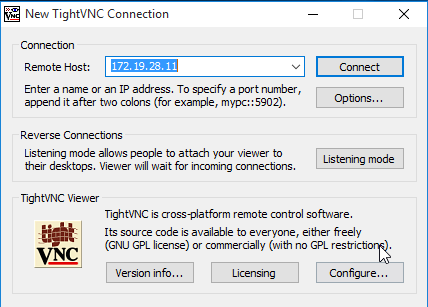 New TightVNC Connection
Connection
Remote Host: 172.19.28.11
Connect
Enter a name or an IP address. To specify a port number,
append it after two colons (for example, mypc::5902).
Options...
Reverse Connections
Listening mode allows people to attach your viewer to
their desktops. Viewer will wait for incoming connections.
Listening mode
TightVNC Viewer
TightVNC is cross-platform remote control software.
Its source code is available to everyone, either freely
(GNU GPL license) or commercially (with no GPL restrictions).
VNC
Version info...
Licensing
Configure...